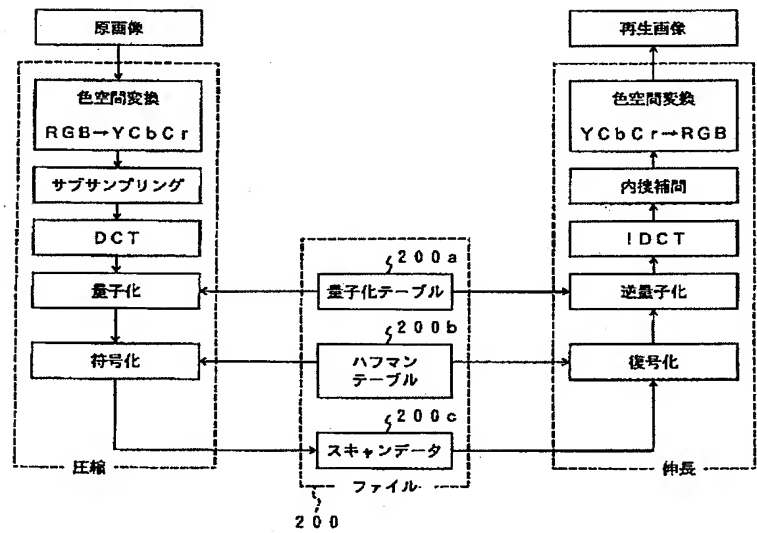 原画像
色空間変換
RGB→YCbCr
サブサンプリング
DCT
量子化
符号化
圧縮
200a
量子化テーブル
200b
ハフマン
テーブル
200c
スキャンデータ
ファイル
200
再生画像
色空間変換
YCbCr→RGB
内挿補間
IDCT
逆量子化
復号化
伸長